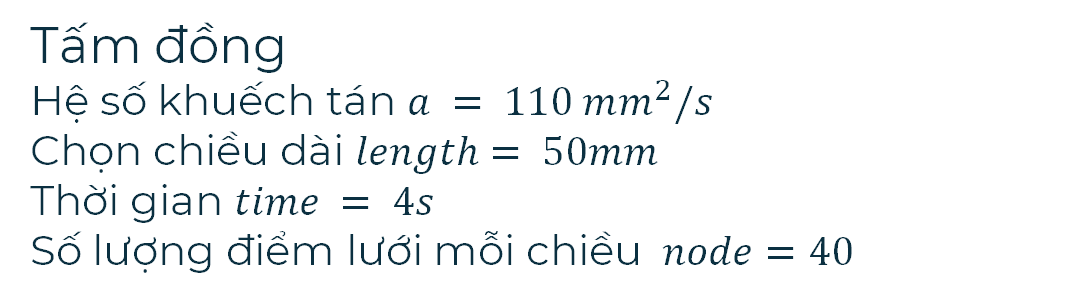 Tấm đồng
Hệ số khuếch tán a = 110 mm²/s
Chọn chiều dài length = 50mm
Thời gian time = 4s
Số lượng điểm lưới mỗi chiều node = 40